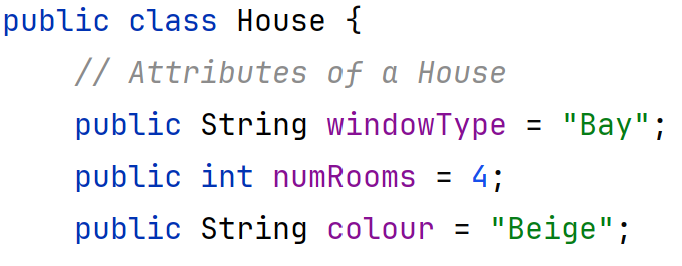 public class House {
    // Attributes of a House
    public String windowType = "Bay";
    public int numRooms = 4;
    public String colour = "Beige";